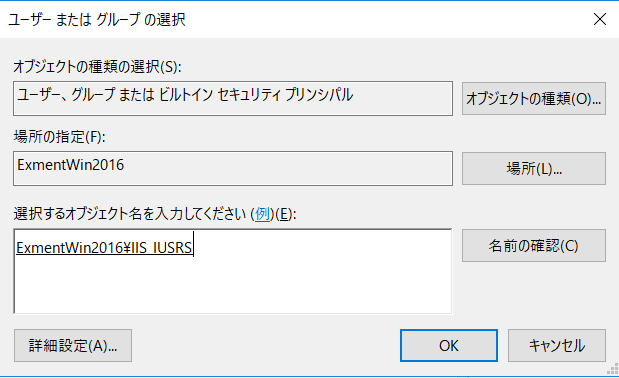 ユーザー または グループ の選択
オブジェクトの種類の選択(S):
ユーザー、グループ または ビルトイン セキュリティ プリンシパル
オブジェクトの種類(O)...
場所の指定(F):
ExmentWin2016
場所(L)...
選択するオブジェクト名を入力してください (例)(E):
ExmentWin2016¥IIS_IUSRS
名前の確認(C)
詳細設定(A)...
OK
キャンセル